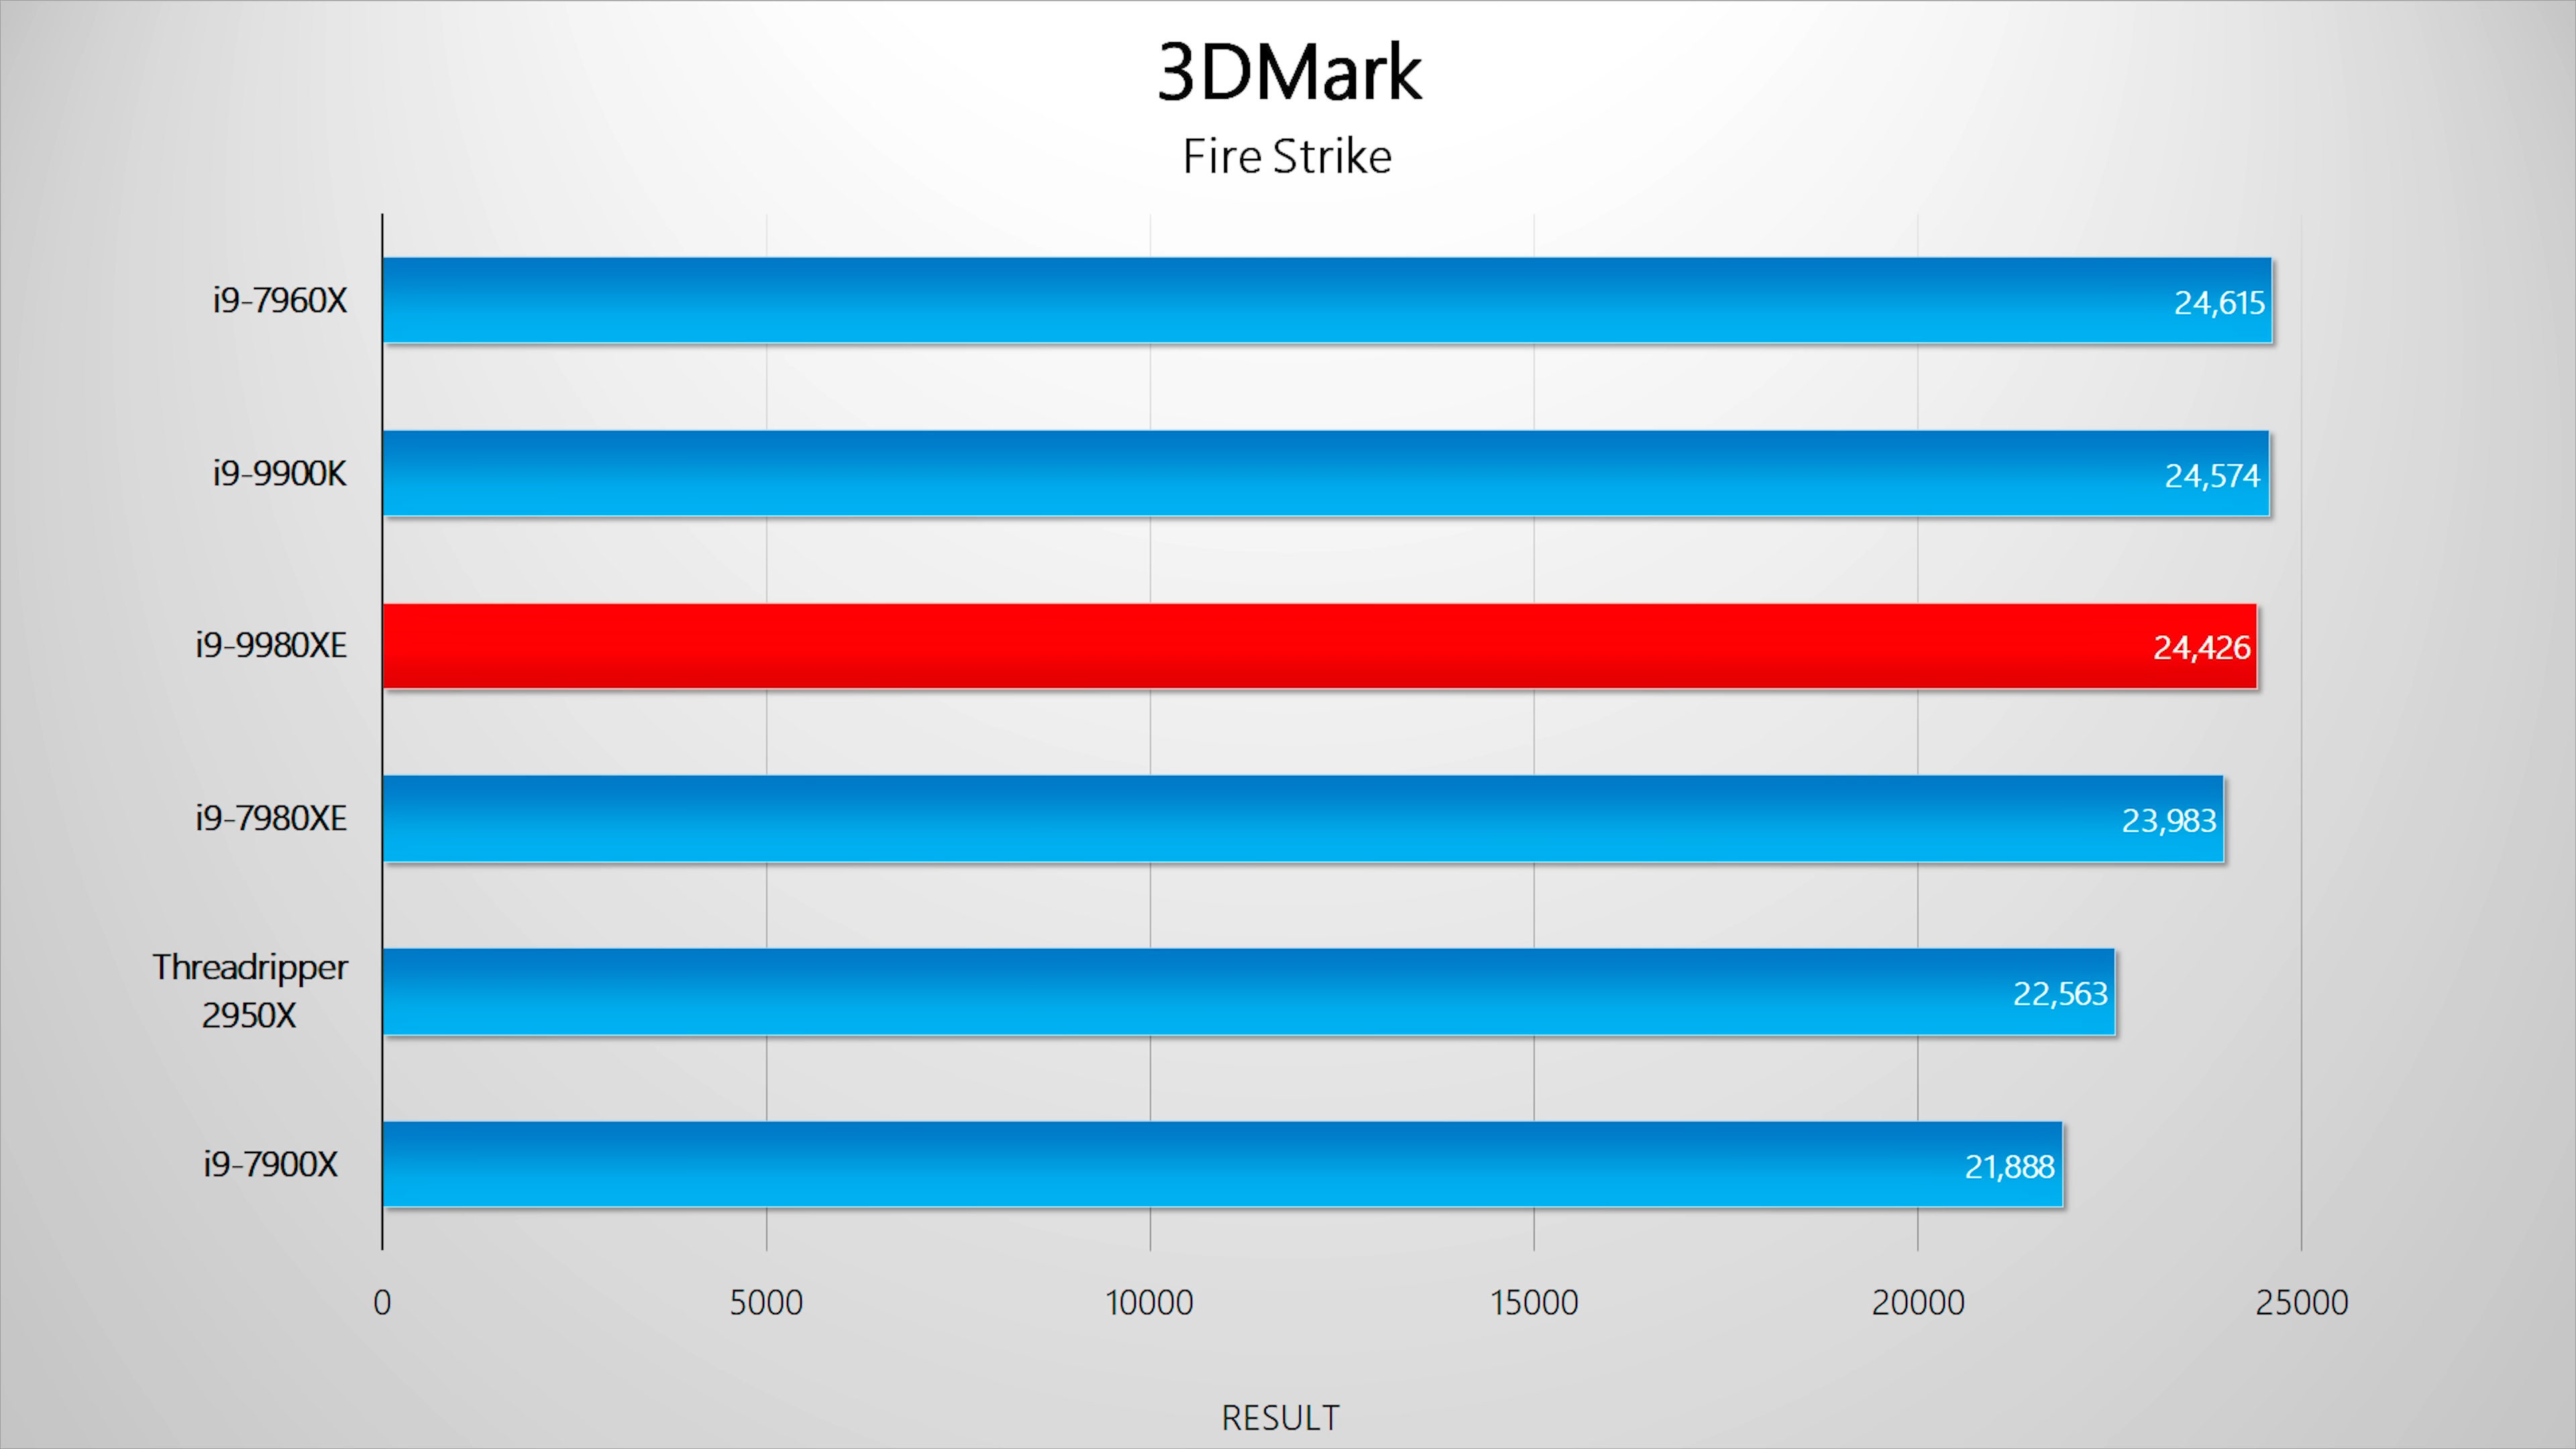 3DMark
Fire Strike
i9-7960X
24,615
i9-9900K
24,574
i9-9980XE
24,426
i9-7980XE
23,983
Threadripper
2950X
22,563
i9-7900X
21,888
0
5000
10000
15000
20000
25000
RESULT